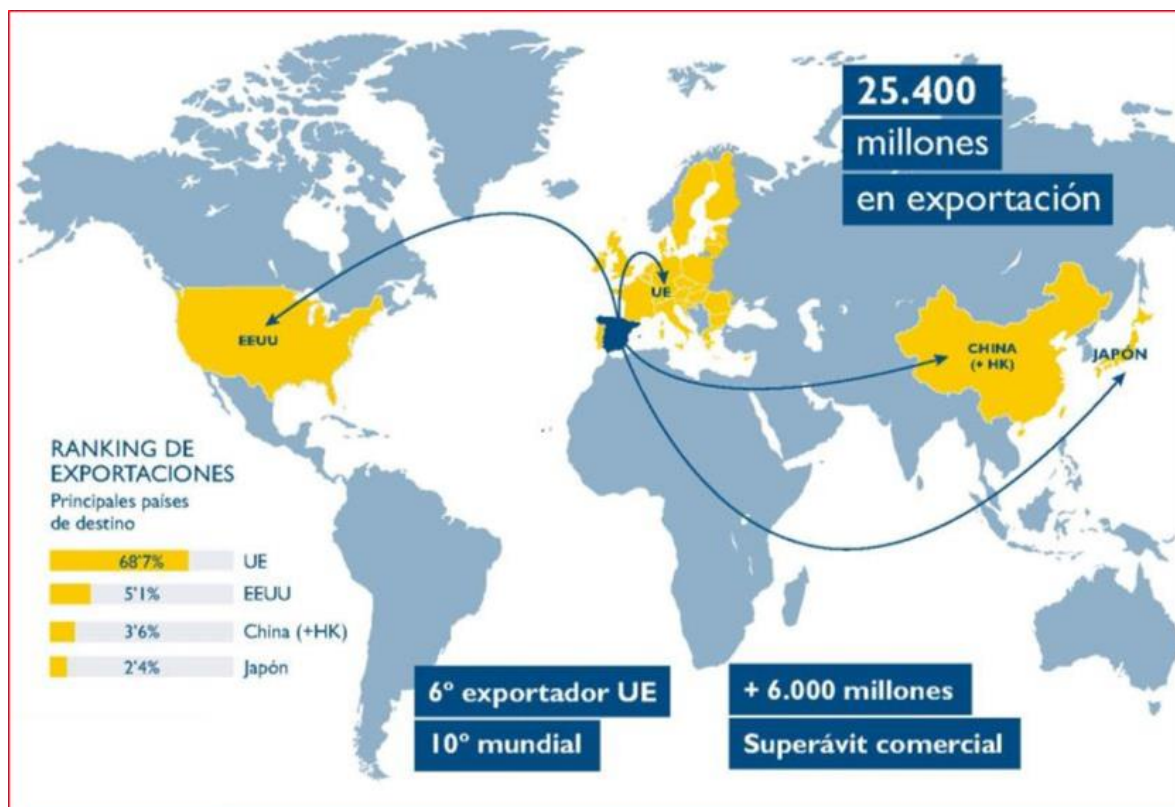 25.400
millones
en exportación
UE
EEUU
CHINA
(+ HK)
JAPÓN
RANKING DE
EXPORTACIONES
Principales países
de destino
68'7% UE
5'1% EEUU
3'6% China (+HK)
2'4% Japón
6º exportador UE
10º mundial
+ 6.000 millones
Superávit comercial